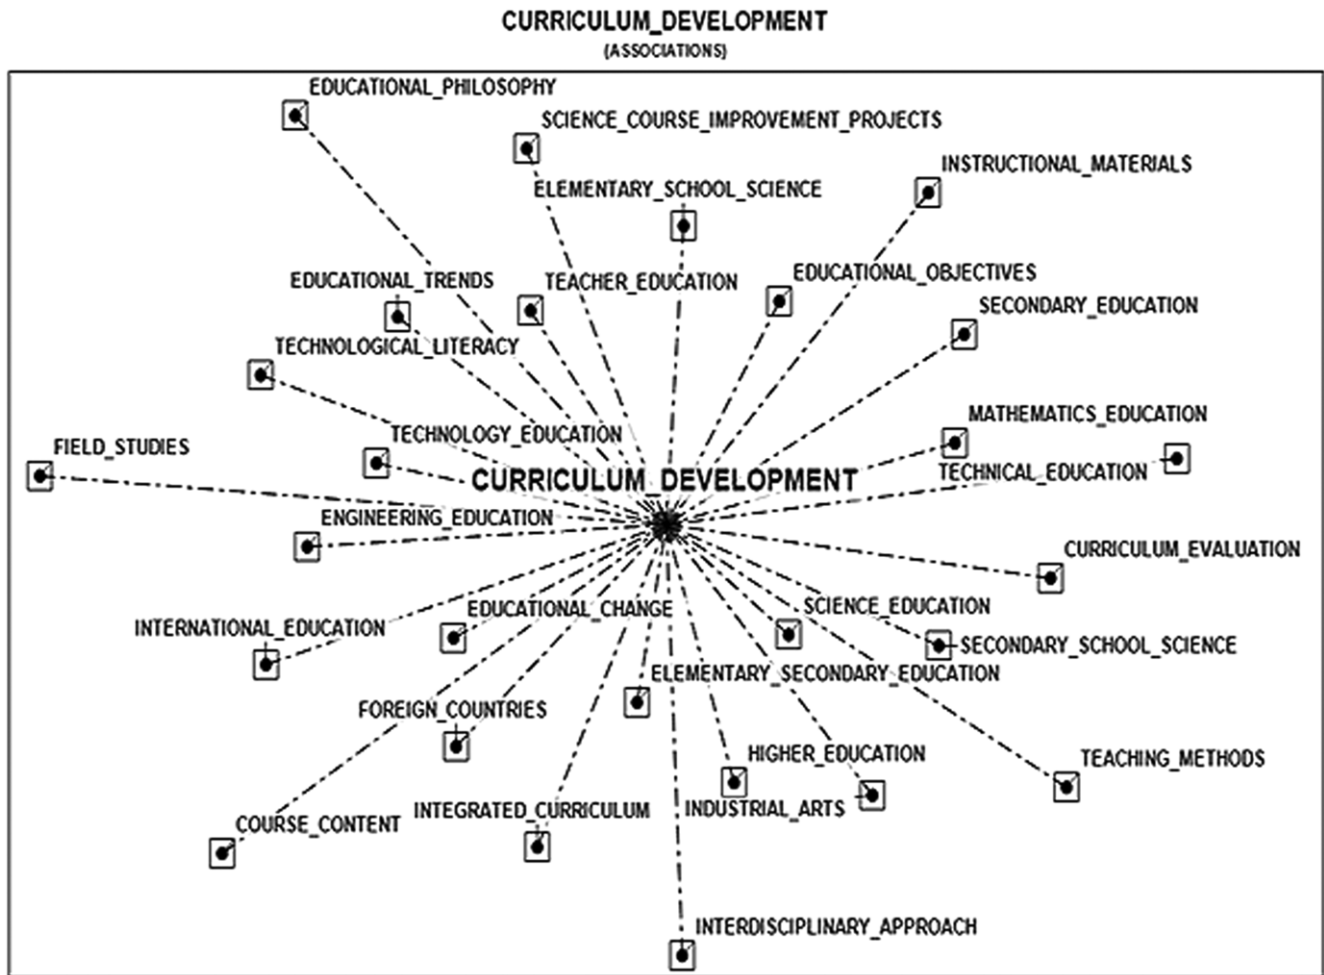 CURRICULUM_DEVELOPMENT
(ASSOCIATIONS)
EDUCATIONAL_PHILOSOPHY
SCIENCE_COURSE_IMPROVEMENT_PROJECTS
INSTRUCTIONAL_MATERIALS
ELEMENTARY_SCHOOL_SCIENCE
EDUCATIONAL_OBJECTIVES
EDUCATIONAL_TRENDS
TEACHER_EDUCATION
SECONDARY_EDUCATION
TECHNOLOGICAL_LITERACY
MATHEMATICS_EDUCATION
TECHNOLOGY_EDUCATION
FIELD_STUDIES
TECHNICAL_EDUCATION
CURRICULUM_DEVELOPMENT
ENGINEERING_EDUCATION
CURRICULUM_EVALUATION
SCIENCE_EDUCATION
EDUCATIONAL_CHANGE
INTERNATIONAL_EDUCATION
SECONDARY_SCHOOL_SCIENCE
ELEMENTARY_SECONDARY_EDUCATION
FOREIGN_COUNTRIES
HIGHER_EDUCATION
TEACHING_METHODS
INDUSTRIAL_ARTS
INTEGRATED_CURRICULUM
COURSE_CONTENT
INTERDISCIPLINARY_APPROACH